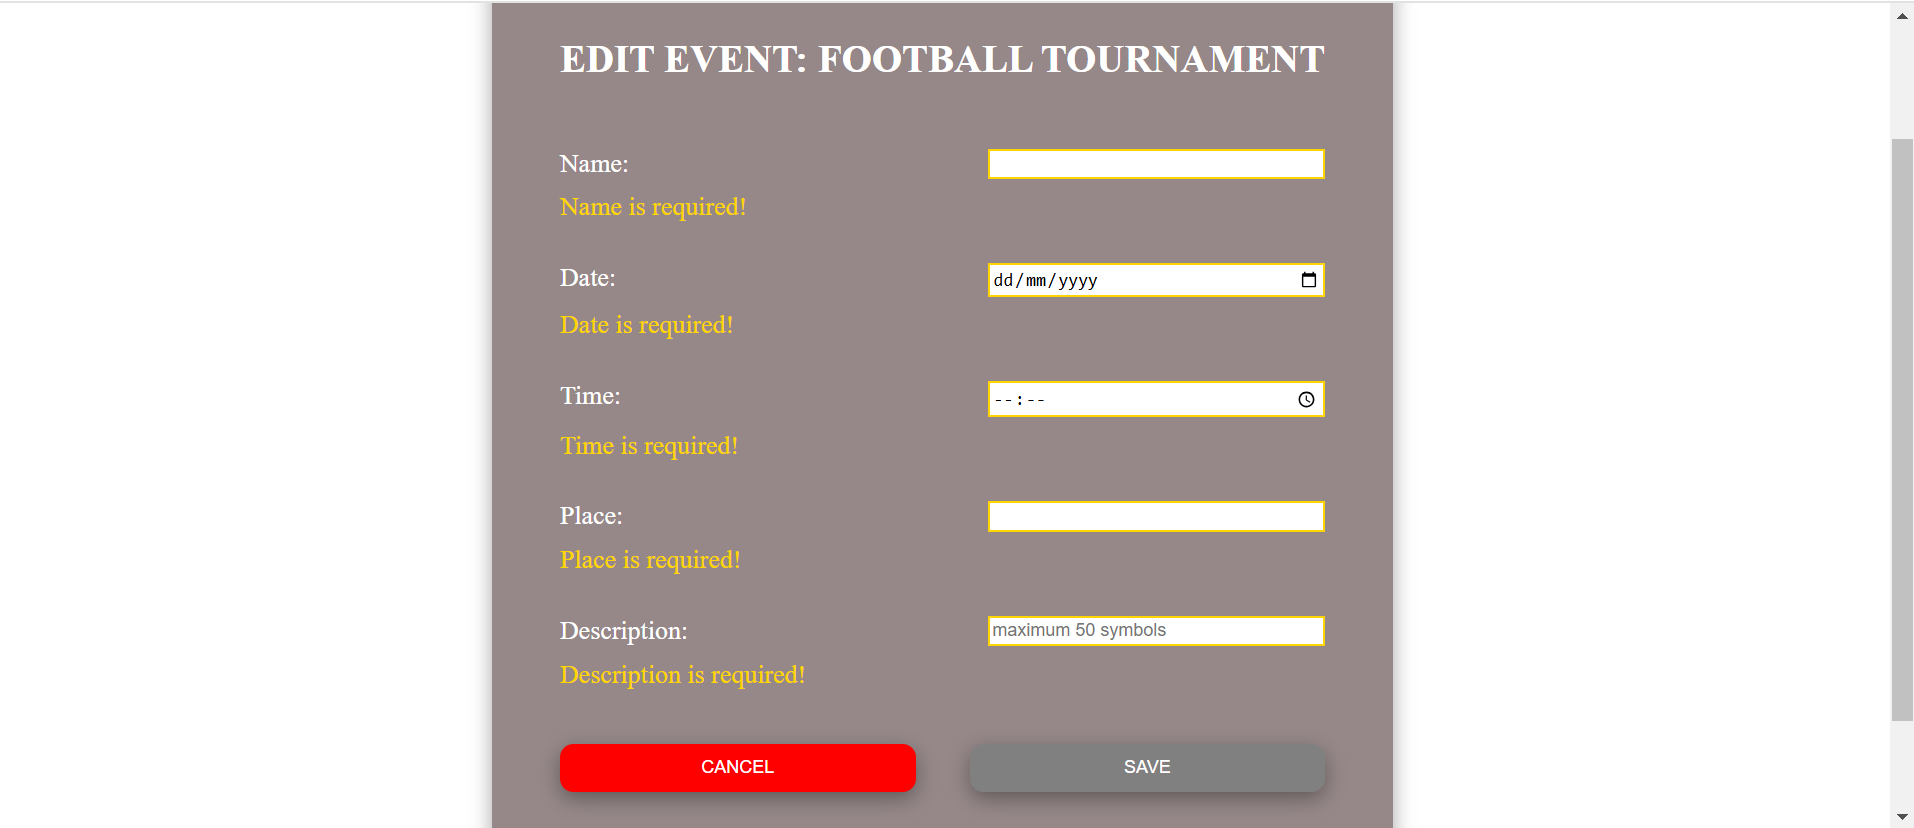 EDIT EVENT: FOOTBALL TOURNAMENT
Name:
Name is required!
Date:
dd/mm/yyyy
Date is required!
Time:
--:--
Time is required!
Place:
Place is required!
Description:
maximum 50 symbols
Description is required!
CANCEL
SAVE